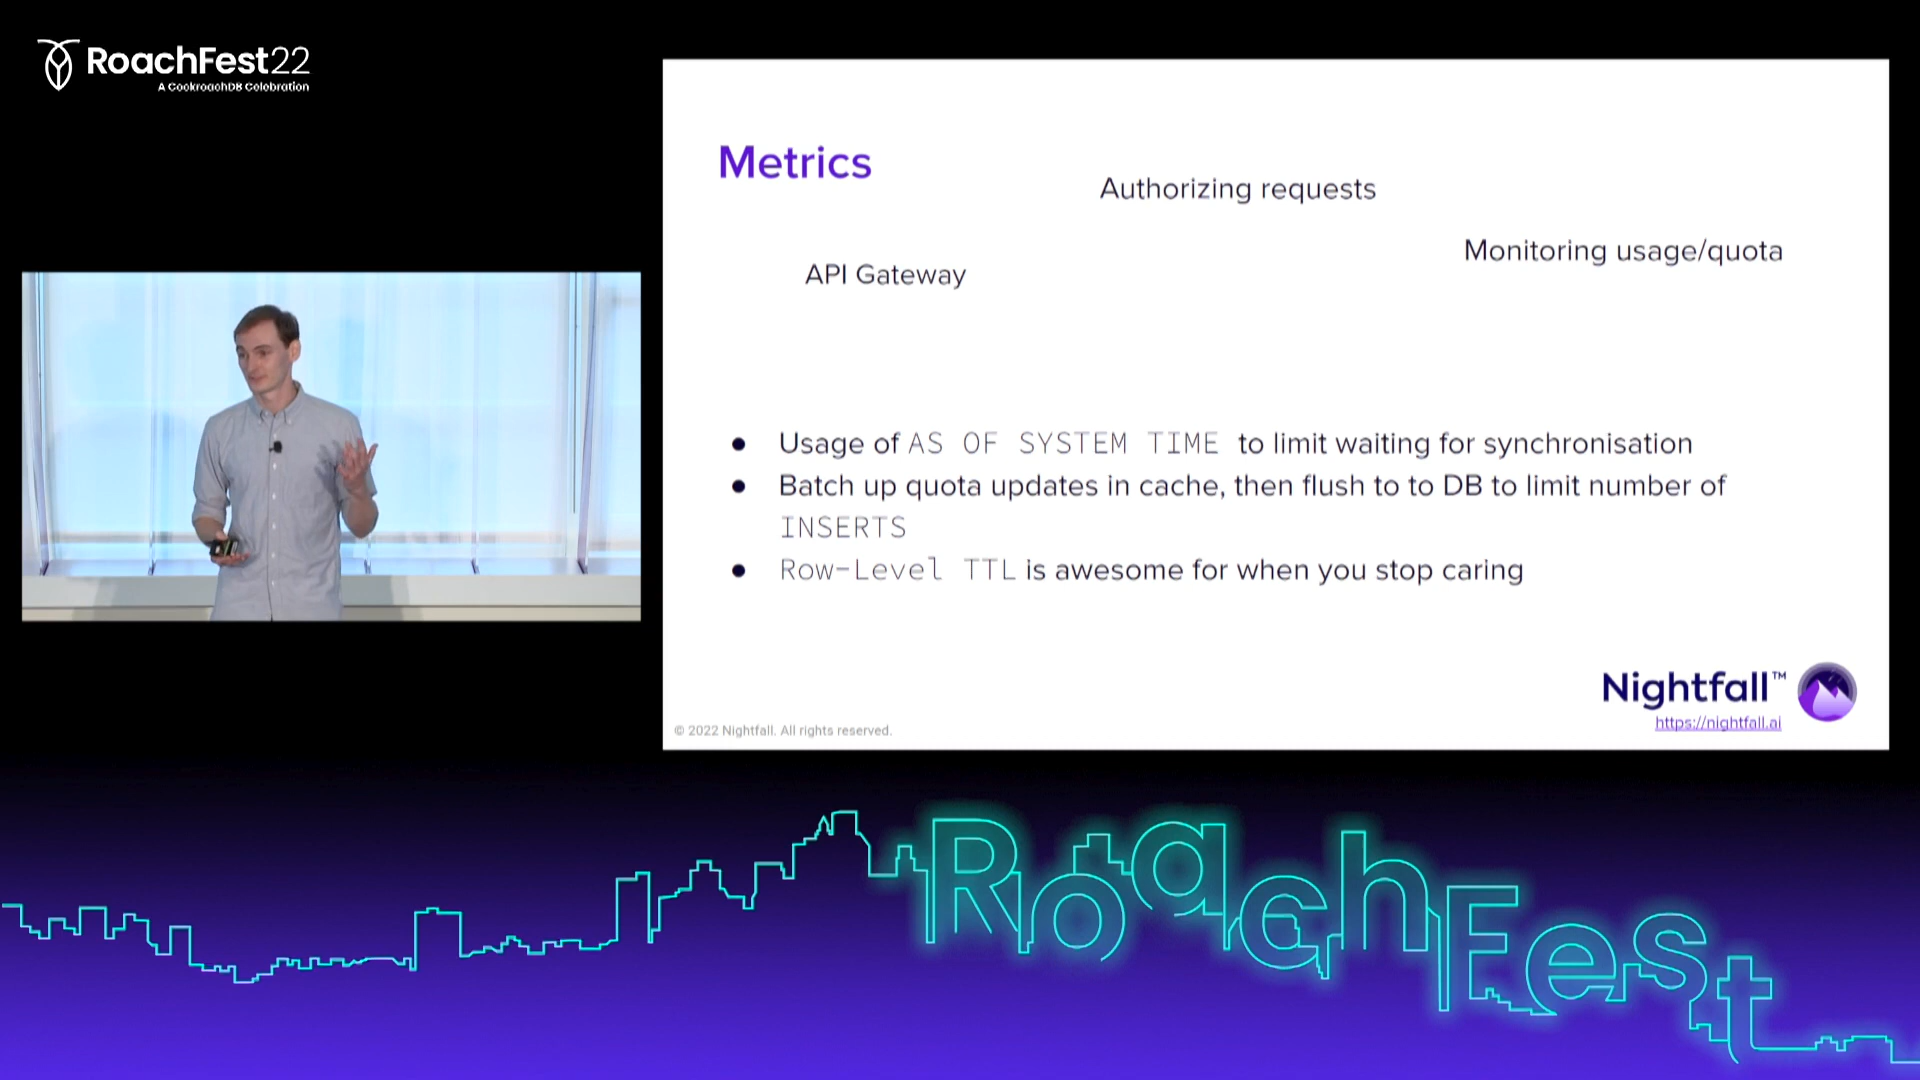 RoachFest22
A CockroachDB Celebration
Metrics
Authorizing requests
Monitoring usage/quota
API Gateway
● Usage of AS OF SYSTEM TIME to limit waiting for synchronisation
● Batch up quota updates in cache, then flush to to DB to limit number of
INSERTS
● Row-Level TTL is awesome for when you stop caring
Nightfall™
https://nightfall.ai
© 2022 Nightfall. All rights reserved.
RoachFest